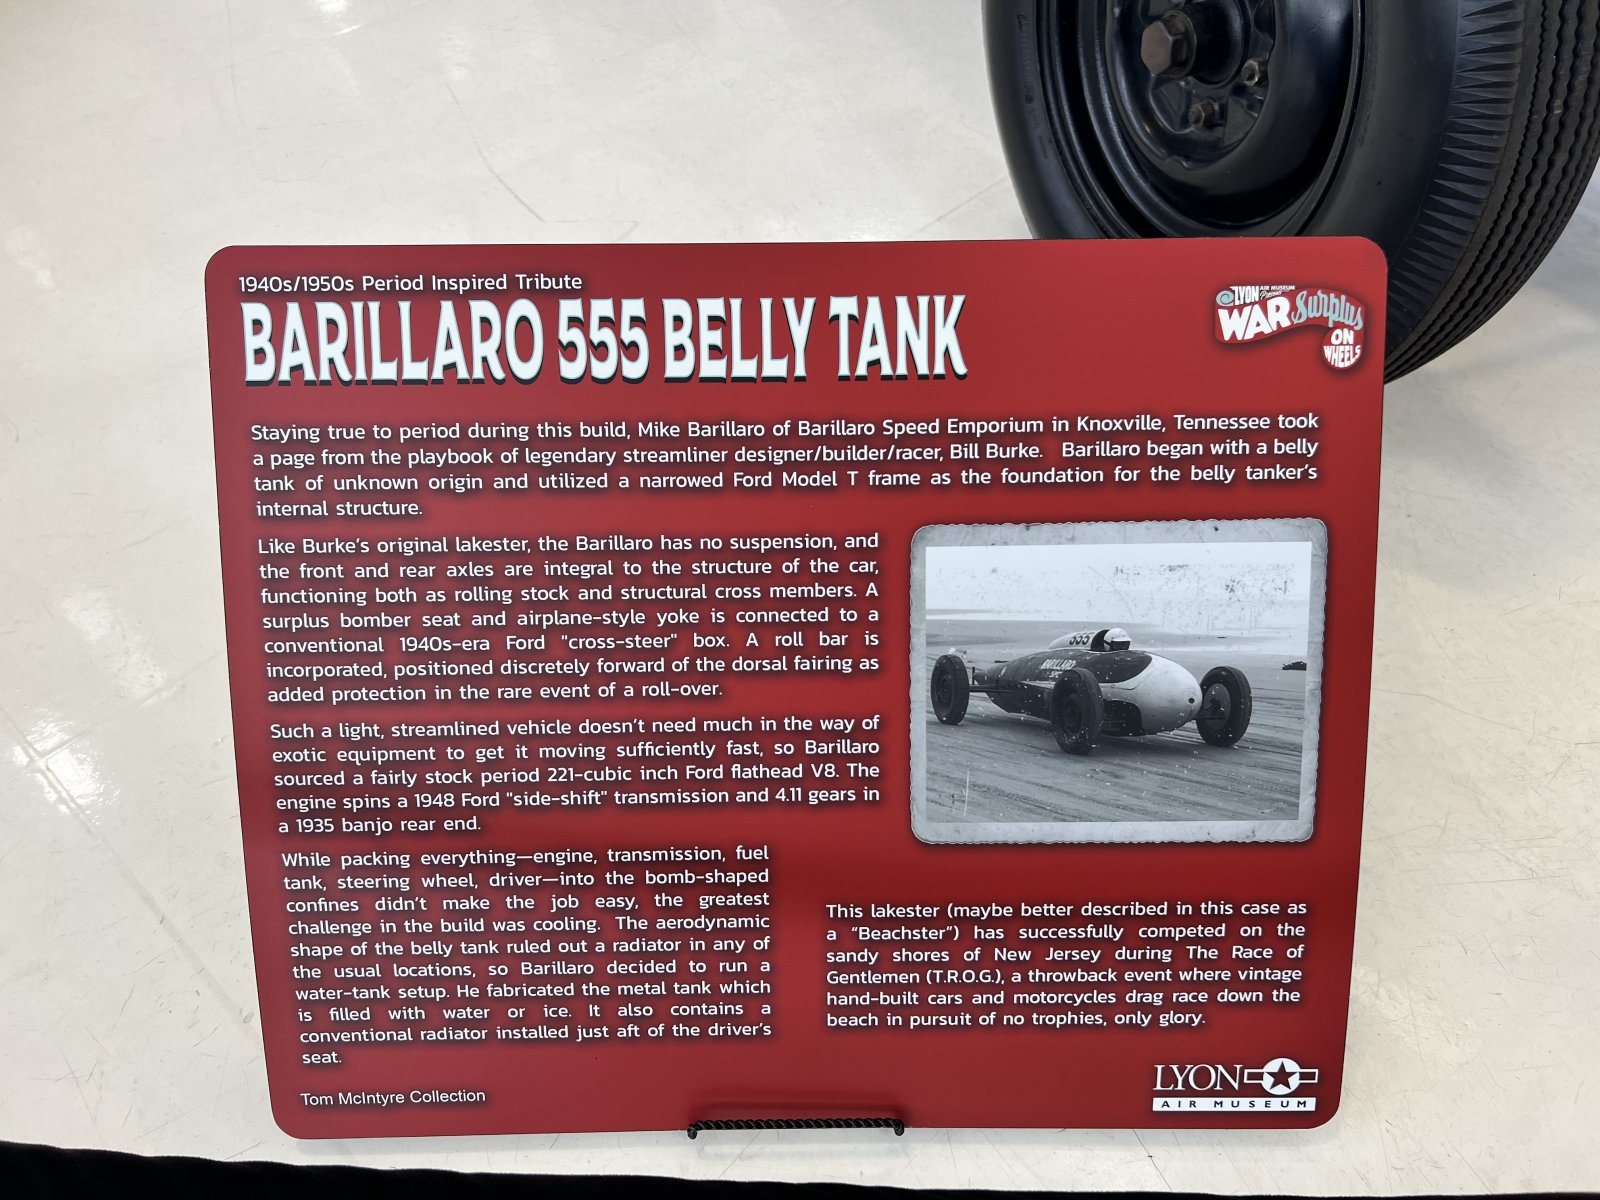 1940s/1950s Period Inspired Tribute
BARILLARO 555 BELLY TANK
LYON AIR MUSEUM
Presents
WAR Surplus
ON
WHEELS
Staying true to period during this build, Mike Barillaro of Barillaro Speed Emporium in Knoxville, Tennessee took
a page from the playbook of legendary streamliner designer/builder/racer, Bill Burke. Barillaro began with a belly
tank of unknown origin and utilized a narrowed Ford Model T frame as the foundation for the belly tanker's
internal structure.
Like Burke's original lakester, the Barillaro has no suspension, and
the front and rear axles are integral to the structure of the car,
functioning both as rolling stock and structural cross members. A
surplus bomber seat and airplane-style yoke is connected to a
conventional 1940s-era Ford "cross-steer" box. A roll bar is
incorporated, positioned discretely forward of the dorsal fairing as
added protection in the rare event of a roll-over.
Such a light, streamlined vehicle doesn't need much in the way of
exotic equipment to get it moving sufficiently fast, so Barillaro
sourced a fairly stock period 221-cubic inch Ford flathead V8. The
engine spins a 1948 Ford "side-shift" transmission and 4.11 gears in
a 1935 banjo rear end.
While packing everything—engine, transmission, fuel
tank, steering wheel, driver—into the bomb-shaped
confines didn't make the job easy, the greatest
challenge in the build was cooling. The aerodynamic
shape of the belly tank ruled out a radiator in any of
the usual locations, so Barillaro decided to run a
water-tank setup. He fabricated the metal tank which
is filled with water or ice. It also contains a
conventional radiator installed just aft of the driver's
seat.
Tom McIntyre Collection
555
BARILLARO
This lakester (maybe better described in this case as
a "Beachster") has successfully competed on the
sandy shores of New Jersey during The Race of
Gentlemen (T.R.O.G.), a throwback event where vintage
hand-built cars and motorcycles drag race down the
beach in pursuit of no trophies, only glory.
LYON
AIR MUSEUM